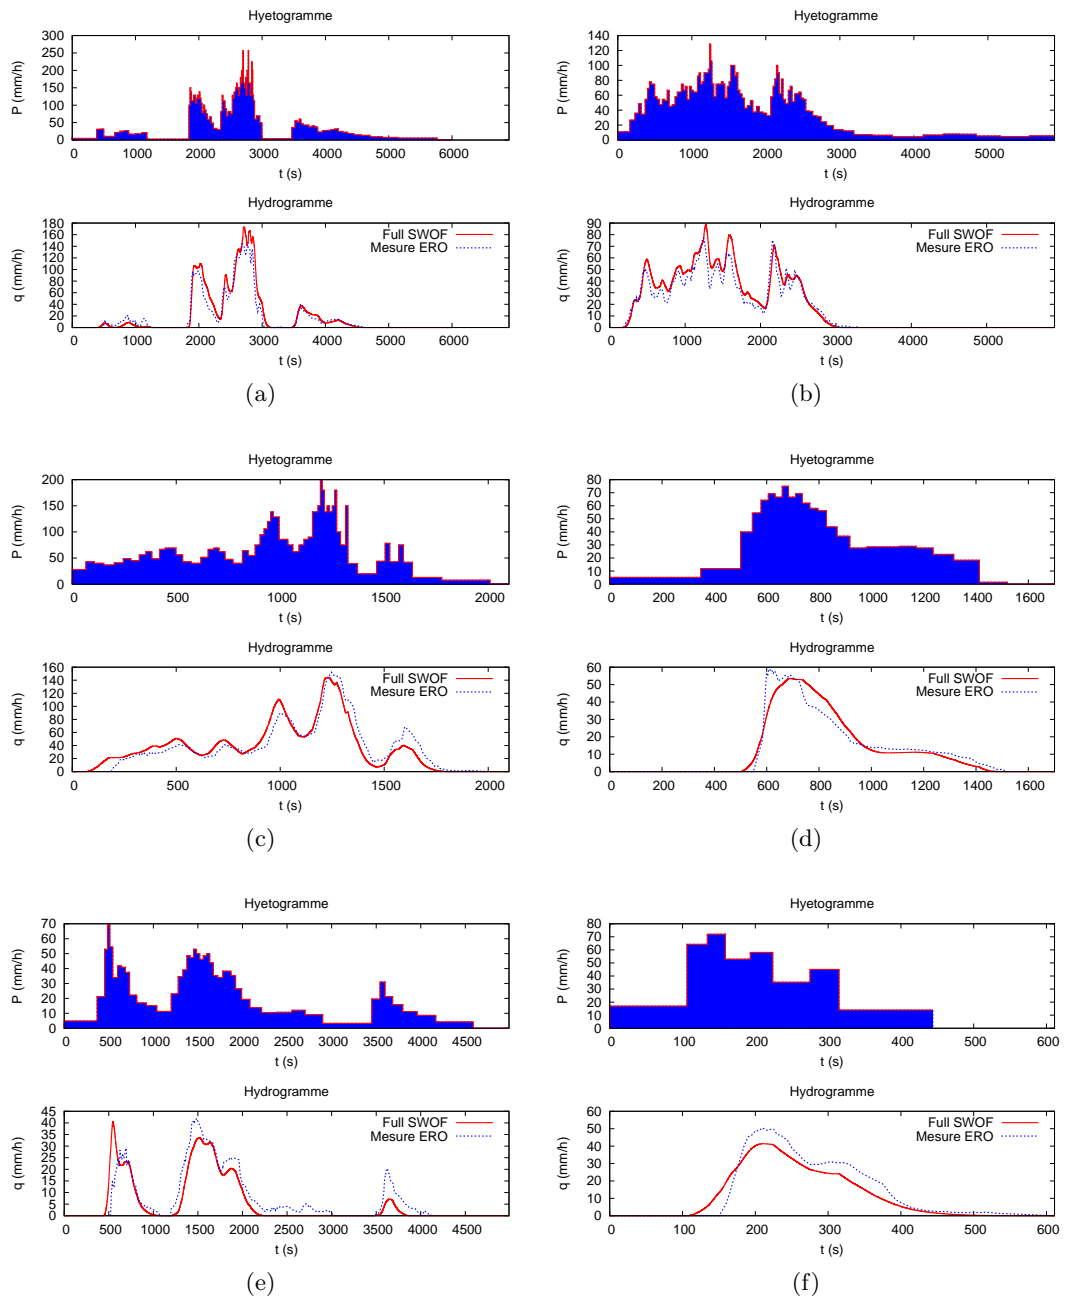 Hyetogramme
P (mm/h)
300
250
200
150
100
50
0
0 1000 2000 3000 4000 5000 6000
t (s)
Hydrogramme
q (mm/h)
180
160
140
120
100
80
60
40
20
0
Full SWOF
Mesure ERO
0 1000 2000 3000 4000 5000 6000
t (s)
(a)
Hyetogramme
P (mm/h)
140
120
100
80
60
40
20
0
0 1000 2000 3000 4000 5000
t (s)
Hydrogramme
q (mm/h)
90
80
70
60
50
40
30
20
10
0
Full SWOF
Mesure ERO
0 1000 2000 3000 4000 5000
t (s)
(b)
Hyetogramme
P (mm/h)
200
150
100
50
0
0 500 1000 1500 2000
t (s)
Hydrogramme
q (mm/h)
160
140
120
100
80
60
40
20
0
Full SWOF
Mesure ERO
0 500 1000 1500 2000
t (s)
(c)
Hyetogramme
P (mm/h)
80
70
60
50
40
30
20
10
0
0 200 400 600 800 1000 1200 1400 1600
t (s)
Hydrogramme
q (mm/h)
60
50
40
30
20
10
0
Full SWOF
Mesure ERO
0 200 400 600 800 1000 1200 1400 1600
t (s)
(d)
Hyetogramme
P (mm/h)
70
60
50
40
30
20
10
0
0 500 1000 1500 2000 2500 3000 3500 4000 4500
t (s)
Hydrogramme
q (mm/h)
45
40
35
30
25
20
15
10
5
0
Full SWOF
Mesure ERO
0 500 1000 1500 2000 2500 3000 3500 4000 4500
t (s)
(e)
Hyetogramme
P (mm/h)
80
70
60
50
40
30
20
10
0
0 100 200 300 400 500 600
t (s)
Hydrogramme
q (mm/h)
60
50
40
30
20
10
0
Full SWOF
Mesure ERO
0 100 200 300 400 500 600
t (s)
(f)